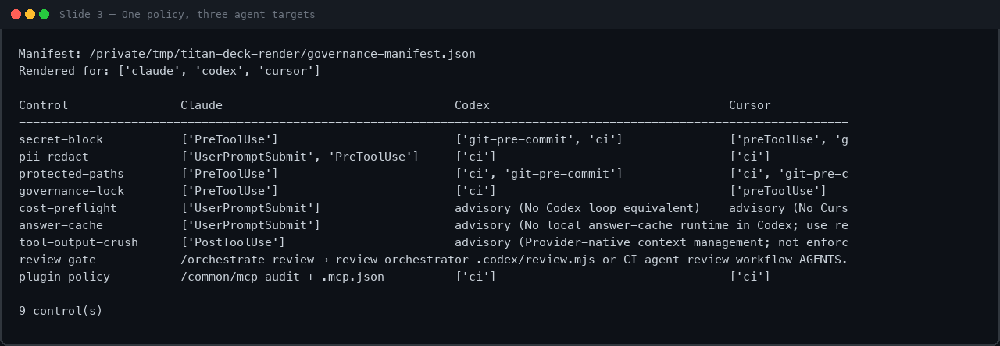 Slide 3 — One policy, three agent targets
Manifest: /private/tmp/titan-deck-render/governance-manifest.json
Rendered for: ['claude', 'codex', 'cursor']
Control Claude Codex Cursor
secret-block ['PreToolUse'] ['git-pre-commit', 'ci'] ['preToolUse', 'g
pii-redact ['UserPromptSubmit', 'PreToolUse'] ['ci'] ['ci']
protected-paths ['PreToolUse'] ['ci', 'git-pre-commit'] ['ci', 'git-pre-c
governance-lock ['PreToolUse'] ['ci'] ['preToolUse']
cost-preflight ['UserPromptSubmit'] advisory (No Codex loop equivalent) advisory (No Curs
answer-cache ['UserPromptSubmit'] advisory (No local answer-cache runtime in Codex; use re
tool-output-crush ['PostToolUse'] advisory (Provider-native context management; not enforc
review-gate /orchestrate-review → review-orchestrator .codex/review.mjs or CI agent-review workflow AGENTS.
plugin-policy /common/mcp-audit + .mcp.json ['ci'] ['ci']
9 control(s)